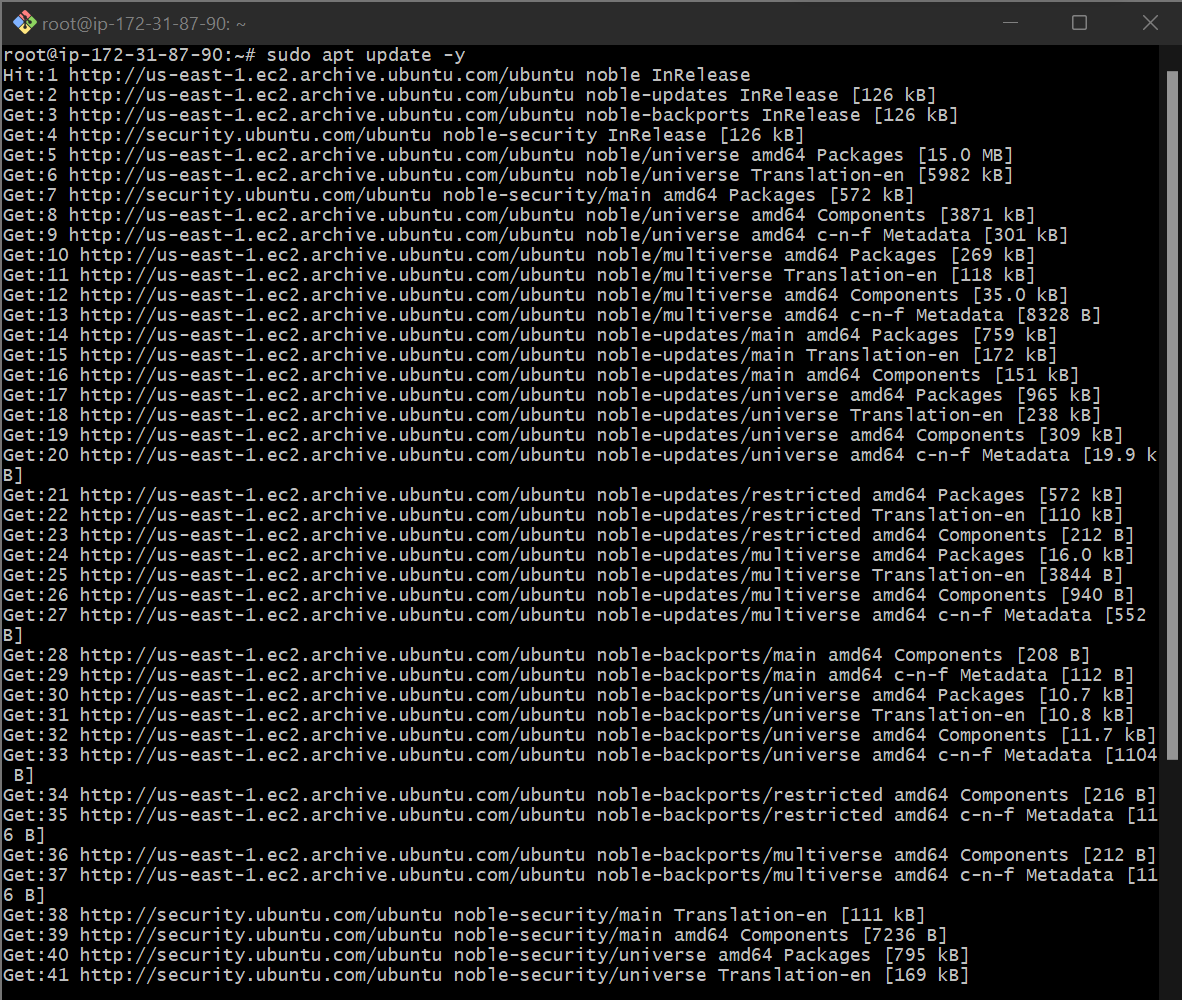 root@ip-172-31-87-90: ~
root@ip-172-31-87-90:~# sudo apt update -y
Hit:1 http://us-east-1.ec2.archive.ubuntu.com/ubuntu noble InRelease
Get:2 http://us-east-1.ec2.archive.ubuntu.com/ubuntu noble-updates InRelease [126 kB]
Get:3 http://us-east-1.ec2.archive.ubuntu.com/ubuntu noble-backports InRelease [126 kB]
Get:4 http://security.ubuntu.com/ubuntu noble-security InRelease [126 kB]
Get:5 http://us-east-1.ec2.archive.ubuntu.com/ubuntu noble/universe amd64 Packages [15.0 MB]
Get:6 http://us-east-1.ec2.archive.ubuntu.com/ubuntu noble/universe Translation-en [5982 kB]
Get:7 http://security.ubuntu.com/ubuntu noble-security/main amd64 Packages [572 kB]
Get:8 http://us-east-1.ec2.archive.ubuntu.com/ubuntu noble/universe amd64 Components [3871 kB]
Get:9 http://us-east-1.ec2.archive.ubuntu.com/ubuntu noble/universe amd64 c-n-f Metadata [301 kB]
Get:10 http://us-east-1.ec2.archive.ubuntu.com/ubuntu noble/multiverse amd64 Packages [269 kB]
Get:11 http://us-east-1.ec2.archive.ubuntu.com/ubuntu noble/multiverse Translation-en [118 kB]
Get:12 http://us-east-1.ec2.archive.ubuntu.com/ubuntu noble/multiverse amd64 Components [35.0 kB]
Get:13 http://us-east-1.ec2.archive.ubuntu.com/ubuntu noble/multiverse amd64 c-n-f Metadata [8328 B]
Get:14 http://us-east-1.ec2.archive.ubuntu.com/ubuntu noble-updates/main amd64 Packages [759 kB]
Get:15 http://us-east-1.ec2.archive.ubuntu.com/ubuntu noble-updates/main Translation-en [172 kB]
Get:16 http://us-east-1.ec2.archive.ubuntu.com/ubuntu noble-updates/main amd64 Components [151 kB]
Get:17 http://us-east-1.ec2.archive.ubuntu.com/ubuntu noble-updates/universe amd64 Packages [965 kB]
Get:18 http://us-east-1.ec2.archive.ubuntu.com/ubuntu noble-updates/universe Translation-en [238 kB]
Get:19 http://us-east-1.ec2.archive.ubuntu.com/ubuntu noble-updates/universe amd64 Components [309 kB]
Get:20 http://us-east-1.ec2.archive.ubuntu.com/ubuntu noble-updates/universe amd64 c-n-f Metadata [19.9 k
B]
Get:21 http://us-east-1.ec2.archive.ubuntu.com/ubuntu noble-updates/restricted amd64 Packages [572 kB]
Get:22 http://us-east-1.ec2.archive.ubuntu.com/ubuntu noble-updates/restricted Translation-en [110 kB]
Get:23 http://us-east-1.ec2.archive.ubuntu.com/ubuntu noble-updates/restricted amd64 Components [212 B]
Get:24 http://us-east-1.ec2.archive.ubuntu.com/ubuntu noble-updates/multiverse amd64 Packages [16.0 kB]
Get:25 http://us-east-1.ec2.archive.ubuntu.com/ubuntu noble-updates/multiverse Translation-en [3844 B]
Get:26 http://us-east-1.ec2.archive.ubuntu.com/ubuntu noble-updates/multiverse amd64 Components [940 B]
Get:27 http://us-east-1.ec2.archive.ubuntu.com/ubuntu noble-updates/multiverse amd64 c-n-f Metadata [552
B]
Get:28 http://us-east-1.ec2.archive.ubuntu.com/ubuntu noble-backports/main amd64 Components [208 B]
Get:29 http://us-east-1.ec2.archive.ubuntu.com/ubuntu noble-backports/main amd64 c-n-f Metadata [112 B]
Get:30 http://us-east-1.ec2.archive.ubuntu.com/ubuntu noble-backports/universe amd64 Packages [10.7 kB]
Get:31 http://us-east-1.ec2.archive.ubuntu.com/ubuntu noble-backports/universe Translation-en [10.8 kB]
Get:32 http://us-east-1.ec2.archive.ubuntu.com/ubuntu noble-backports/universe amd64 Components [11.7 kB]
Get:33 http://us-east-1.ec2.archive.ubuntu.com/ubuntu noble-backports/universe amd64 c-n-f Metadata [1104
 B]
Get:34 http://us-east-1.ec2.archive.ubuntu.com/ubuntu noble-backports/restricted amd64 Components [216 B]
Get:35 http://us-east-1.ec2.archive.ubuntu.com/ubuntu noble-backports/restricted amd64 c-n-f Metadata [11
6 B]
Get:36 http://us-east-1.ec2.archive.ubuntu.com/ubuntu noble-backports/multiverse amd64 Components [212 B]
Get:37 http://us-east-1.ec2.archive.ubuntu.com/ubuntu noble-backports/multiverse amd64 c-n-f Metadata [11
6 B]
Get:38 http://security.ubuntu.com/ubuntu noble-security/main Translation-en [111 kB]
Get:39 http://security.ubuntu.com/ubuntu noble-security/main amd64 Components [7236 B]
Get:40 http://security.ubuntu.com/ubuntu noble-security/universe amd64 Packages [795 kB]
Get:41 http://security.ubuntu.com/ubuntu noble-security/universe Translation-en [169 kB]